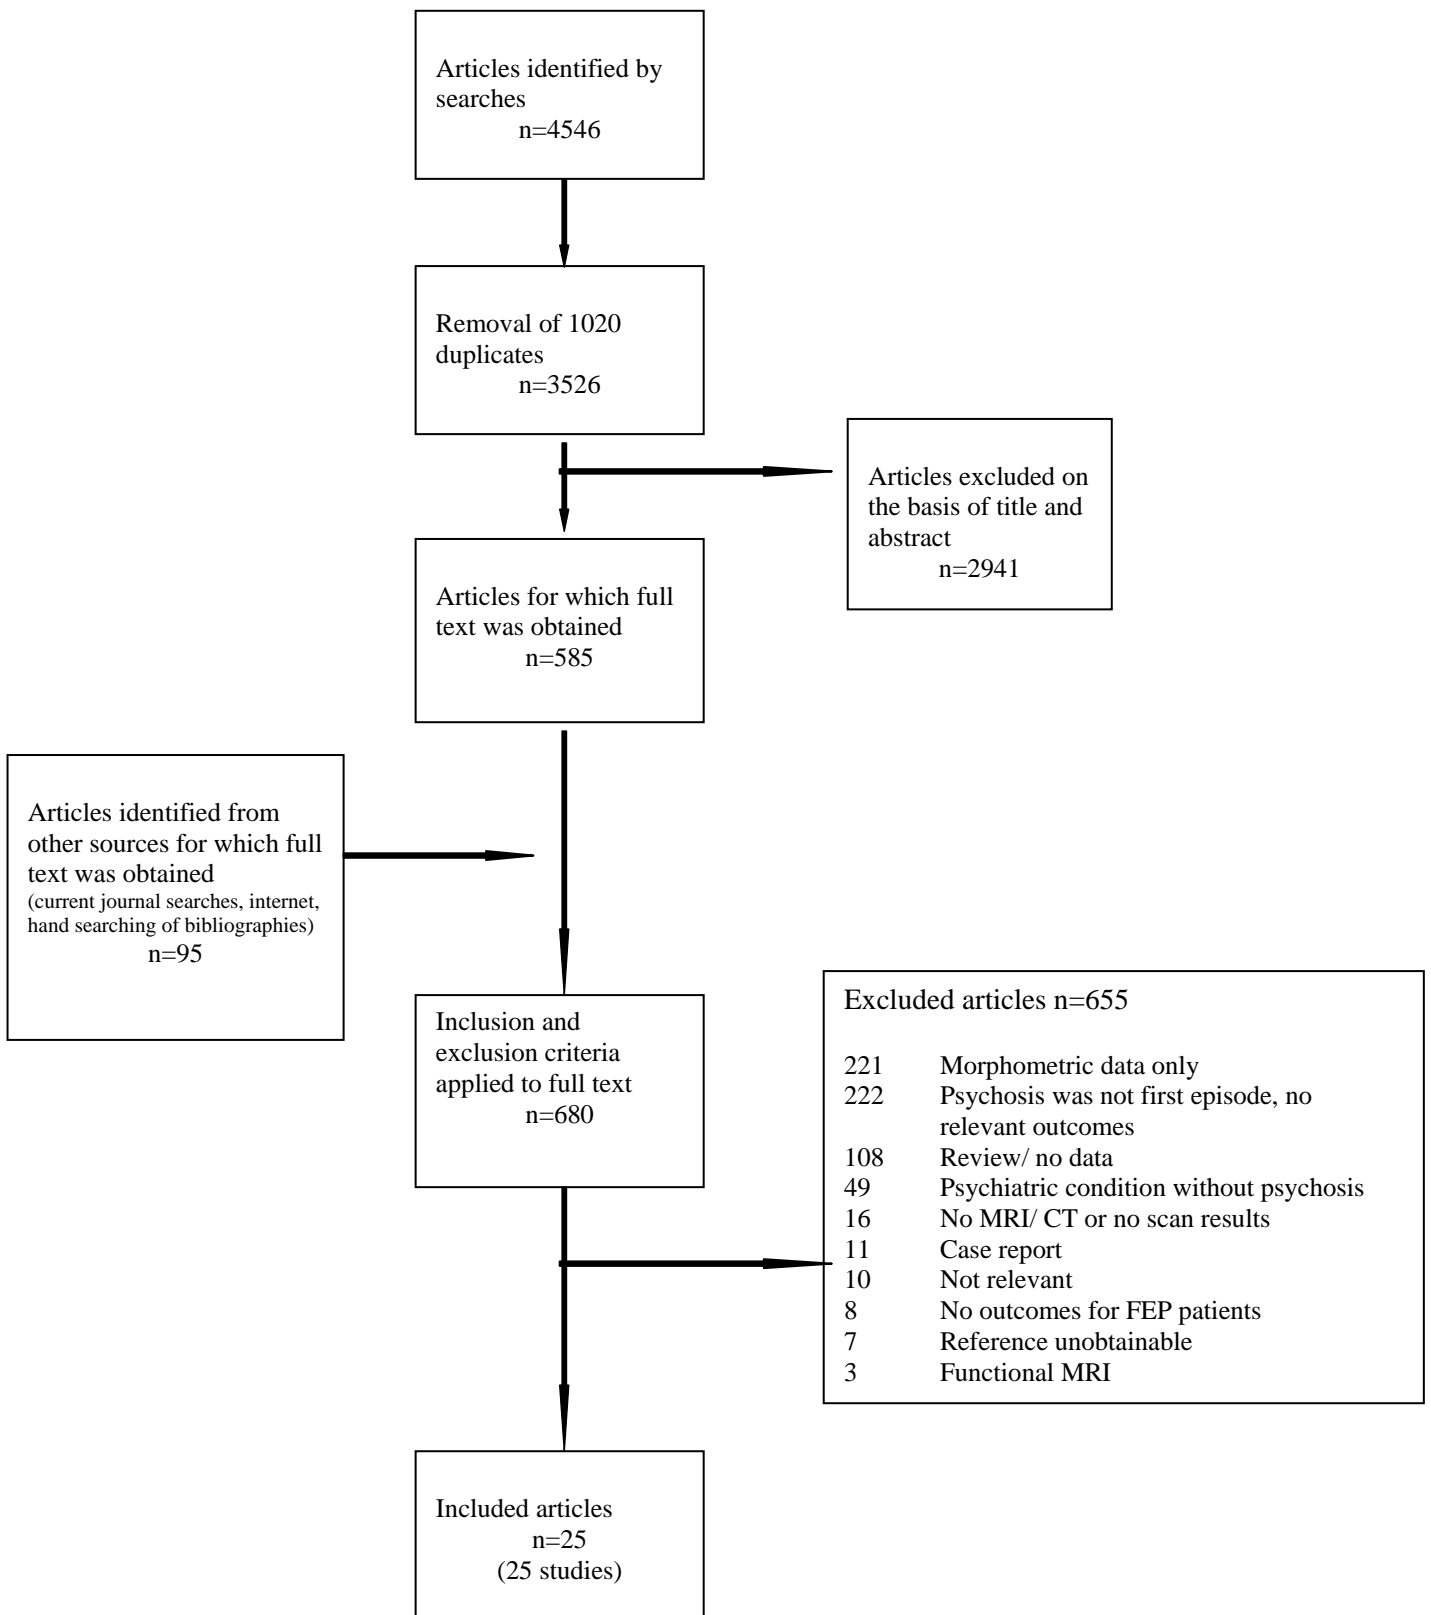 Articles identified by
searches
n=4546
Removal of 1020
duplicates
n=3526
Articles excluded on
the basis of title and
abstract
n=2941
Articles for which full
text was obtained
n=585
Articles identified from
other sources for which full
text was obtained
(current journal searches, internet,
hand searching of bibliographies)
n=95
Inclusion and
exclusion criteria
applied to full text
n=680
Excluded articles n=655
221 Morphometric data only
222 Psychosis was not first episode, no
relevant outcomes
108 Review/ no data
49 Psychiatric condition without psychosis
16 No MRI/ CT or no scan results
11 Case report
10 Not relevant
8 No outcomes for FEP patients
7 Reference unobtainable
3 Functional MRI
Included articles
n=25
(25 studies)